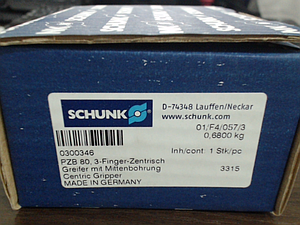 SCHUNK
D-74348 Lauffen/Neckar
www.schunk.com
01/F4/057/3
0,6800 kg
Inh/cont. 1 Stk/pc
0300346
PZB 80, 3-Finger-Zentrisch
Greifer mit Mittenbohrung 3315
Centric Gripper
MADE IN GERMANY